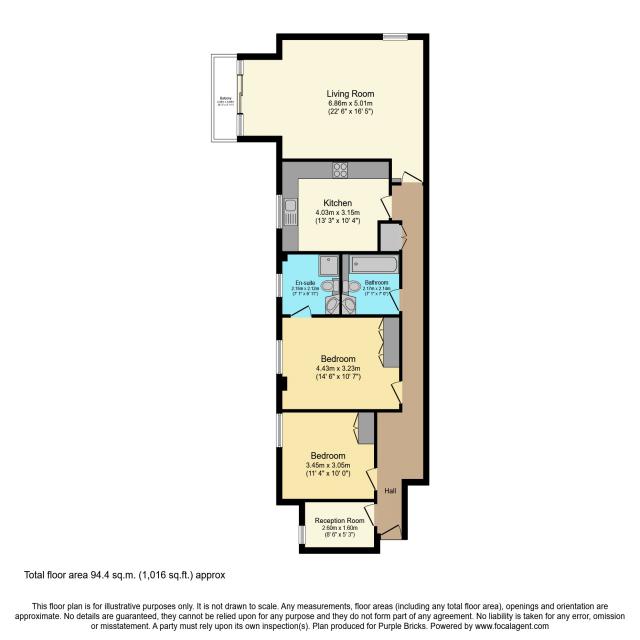 Living Room
6.86m x 5.01m
(22' 6" x 16' 5")
Balcony
Kitchen
4.03m x 3.15m
(13' 3" x 10' 4")
En-suite
2.15m x 2.12m
(7' 1" x 6' 11")
Bathroom
2.17m x 2.14m
(7' 1" x 7' 0")
Bedroom
4.43m x 3.23m
(14' 6" x 10' 7")
Bedroom
3.45m x 3.05m
(11' 4" x 10' 0")
Hall
Reception Room
2.60m x 1.60m
(8' 6" x 5' 3")
Total floor area 94.4 sq.m. (1,016 sq.ft.) approx
This floor plan is for illustrative purposes only. It is not drawn to scale. Any measurements, floor areas (including any total floor area), openings and orientation are
approximate. No details are guaranteed, they cannot be relied upon for any purpose and they do not form part of any agreement. No liability is taken for any error, omission
or misstatement. A party must rely upon its own inspection(s). Plan produced for Purple Bricks. Powered by www.focalagent.com